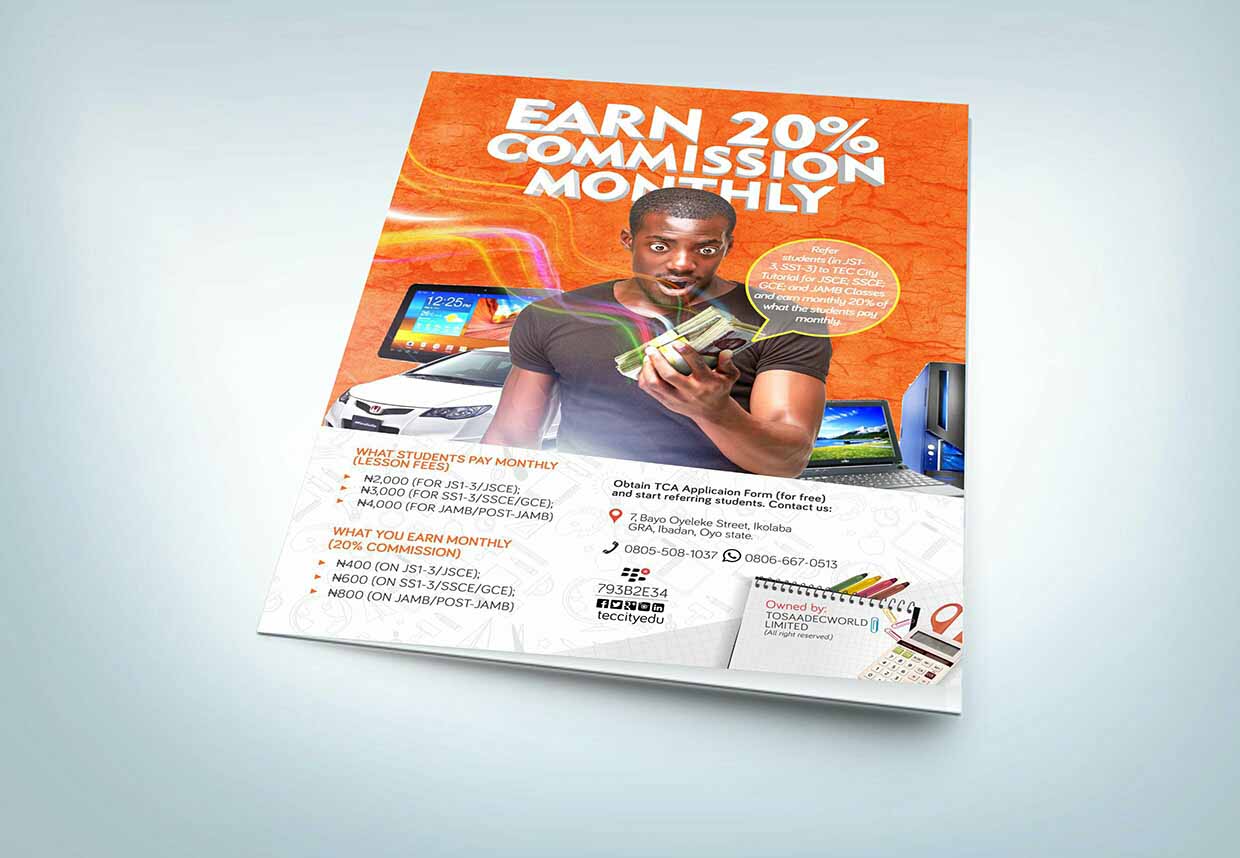 EARN 20%
COMMISSION
MONTHLY
Refer
students (in JS1-
3, SS1-3) to TEC City
Tutorial for JSCE; SSCE;
GCE; and JAMB Classes
and earn monthly 20% of
what the students pay
monthly.
12:25PM
WHAT STUDENTS PAY MONTHLY
(LESSON FEES)
₦2,000 (FOR JS1-3/JSCE);
₦3,000 (FOR SS1-3/SSCE/GCE);
₦4,000 (FOR JAMB/POST-JAMB)
WHAT YOU EARN MONTHLY
(20% COMMISSION)
₦400 (ON JS1-3/JSCE);
₦600 (ON SS1-3/SSCE/GCE);
₦800 (ON JAMB/POST-JAMB)
Obtain TCA Applicaion Form (for free)
and start referring students. Contact us:
7, Bayo Oyeleke Street, Ikolaba
GRA, Ibadan, Oyo state.
0805-508-1037 0806-667-0513
793B2E34
teccityedu
Owned by:
TOSAADECWORLD
LIMITED
(All right reserved.)